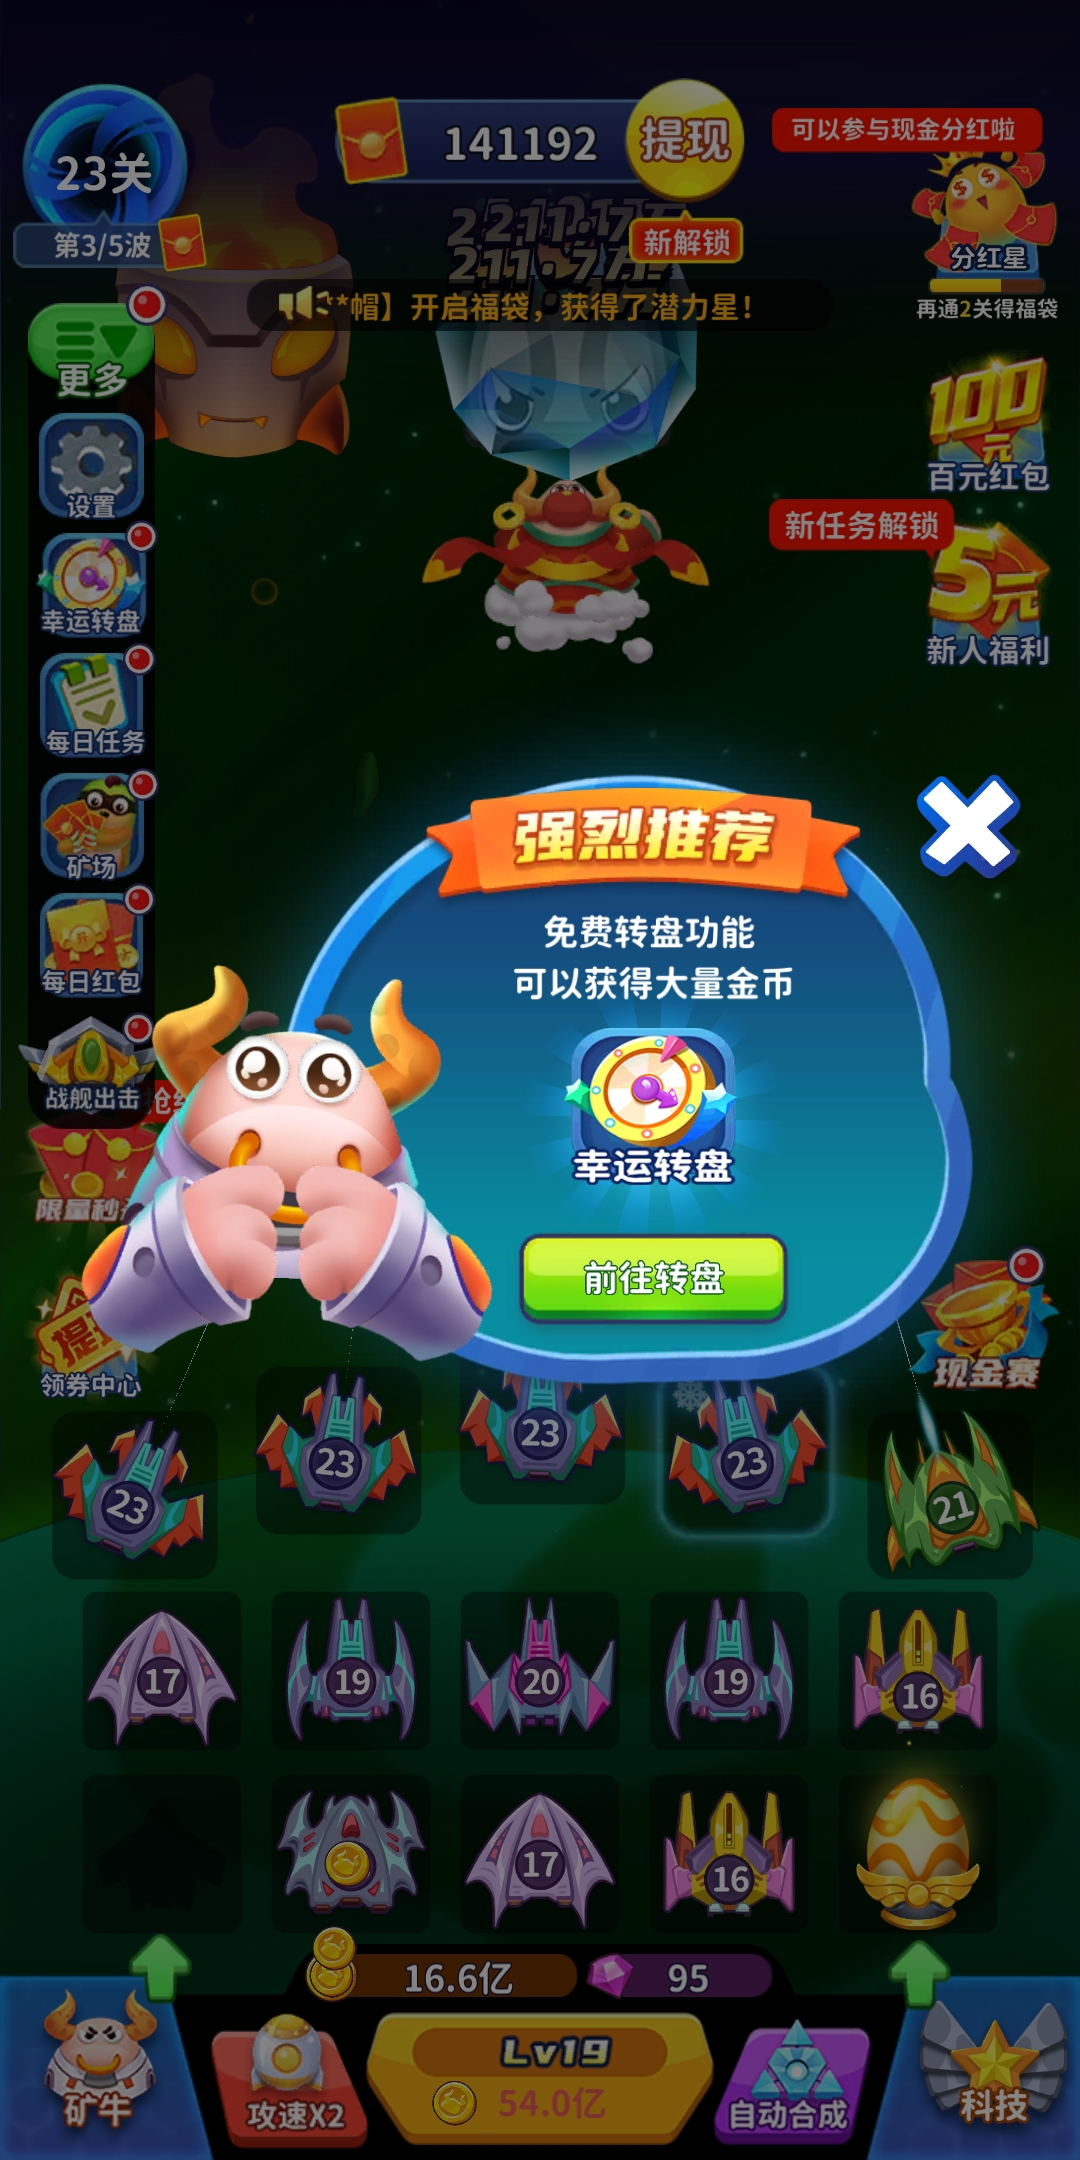 23关
第3/5波
141192
提现
新解锁
可以参与现金分红啦
分红星
再通2关得福袋
**帽】开启福袋，获得了潜力星！
更多
设置
幸运转盘
每日任务
矿场
每日红包
战舰出击
限量秒
领券中心
100元
百元红包
新任务解锁
5元
新人福利
强烈推荐
免费转盘功能
可以获得大量金币
幸运转盘
前往转盘
现金赛
23
23
23
23
21
17
19
20
19
16
17
16
16.6亿
95
矿牛
攻速X2
Lv19
54.0亿
自动合成
科技